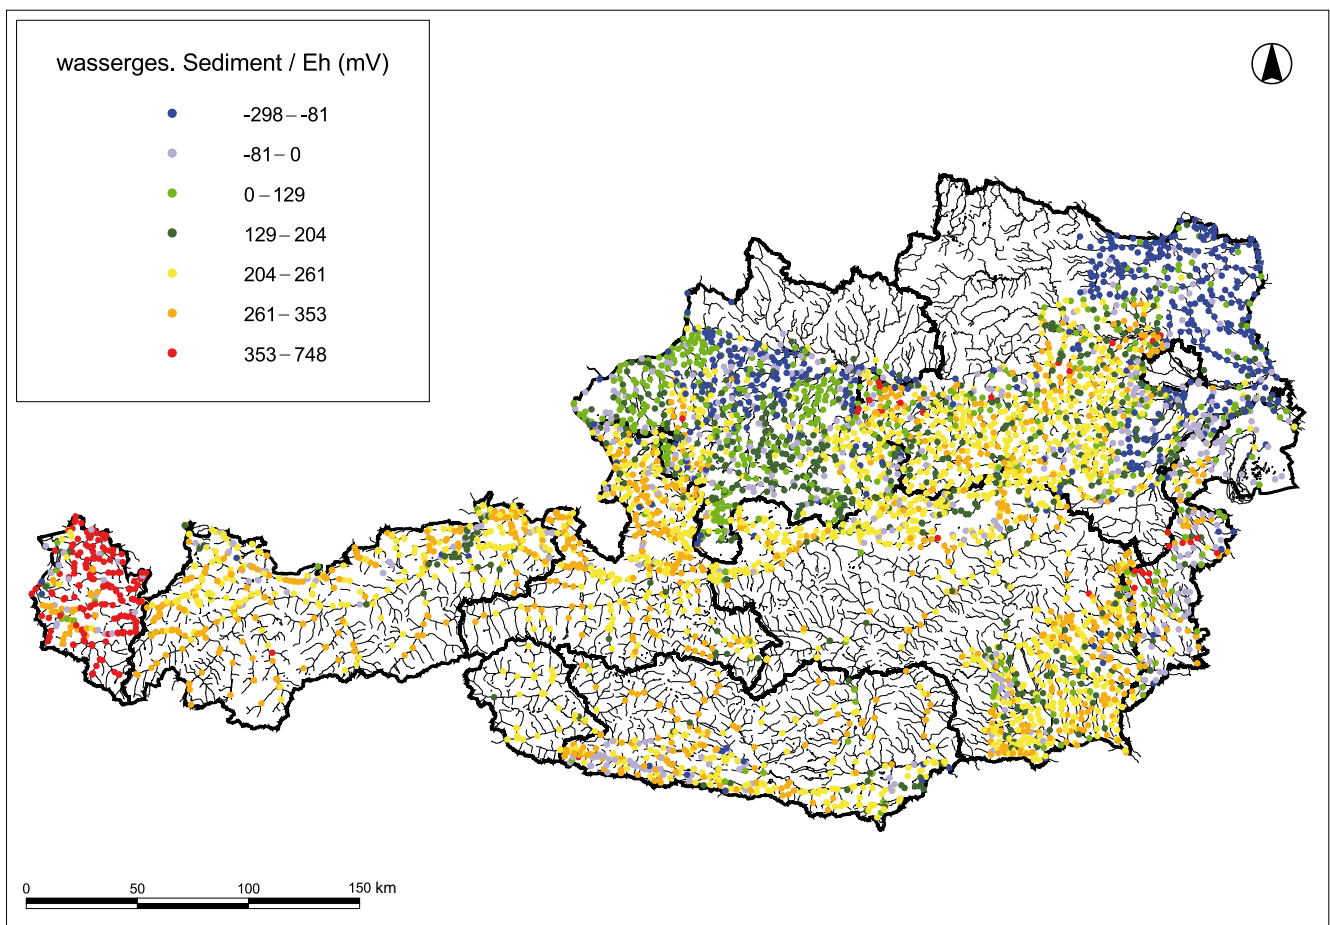 wasserges. Sediment / Eh (mV)
-298 – -81
-81 – 0
0 – 129
129 – 204
204 – 261
261 – 353
353 – 748
0 50 100 150 km